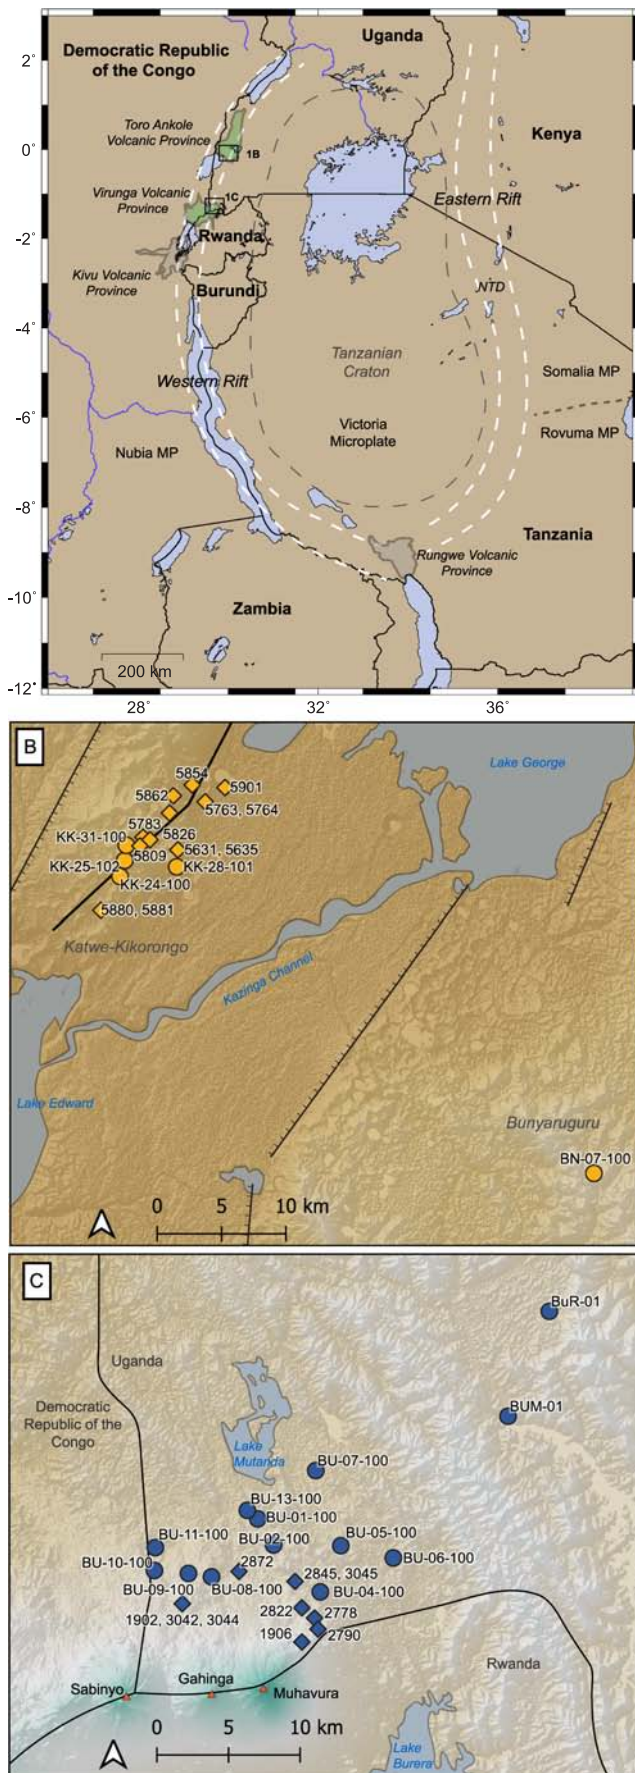 Democratic Republic
of the Congo
Uganda
Toro Ankole
Volcanic Province
1B
Kenya
Virunga Volcanic
Province
1C
Eastern Rift
Rwanda
Kivu Volcanic
Province
Burundi
NTD
Tanzanian
Craton
Western Rift
Somalia MP
Victoria
Microplate
Nubia MP
Rovuma MP
Tanzania
Rungwe Volcanic
Province
Zambia
200 km
2°
0°
-2°
-4°
-6°
-8°
-10°
-12°
28°
32°
36°
B
Lake George
5854
5862
5901
5763, 5764
5783
5826
KK-31-100
5809
5631, 5635
KK-25-102
KK-28-101
KK-24-100
5880, 5881
Katwe-Kikorongo
Kazinga Channel
Lake Edward
Bunyaruguru
BN-07-100
0
5
10 km
C
BuR-01
Uganda
Democratic
Republic of the
Congo
BUM-01
Lake
Mutanda
BU-07-100
BU-13-100
BU-01-100
BU-11-100
BU-02-100
BU-05-100
BU-10-100
2872
BU-06-100
2845, 3045
BU-09-100
BU-08-100
BU-04-100
1902, 3042, 3044
2822
2778
1906
2790
Rwanda
Sabinyo
Gahinga
Muhavura
0
5
10 km
Lake
Burera